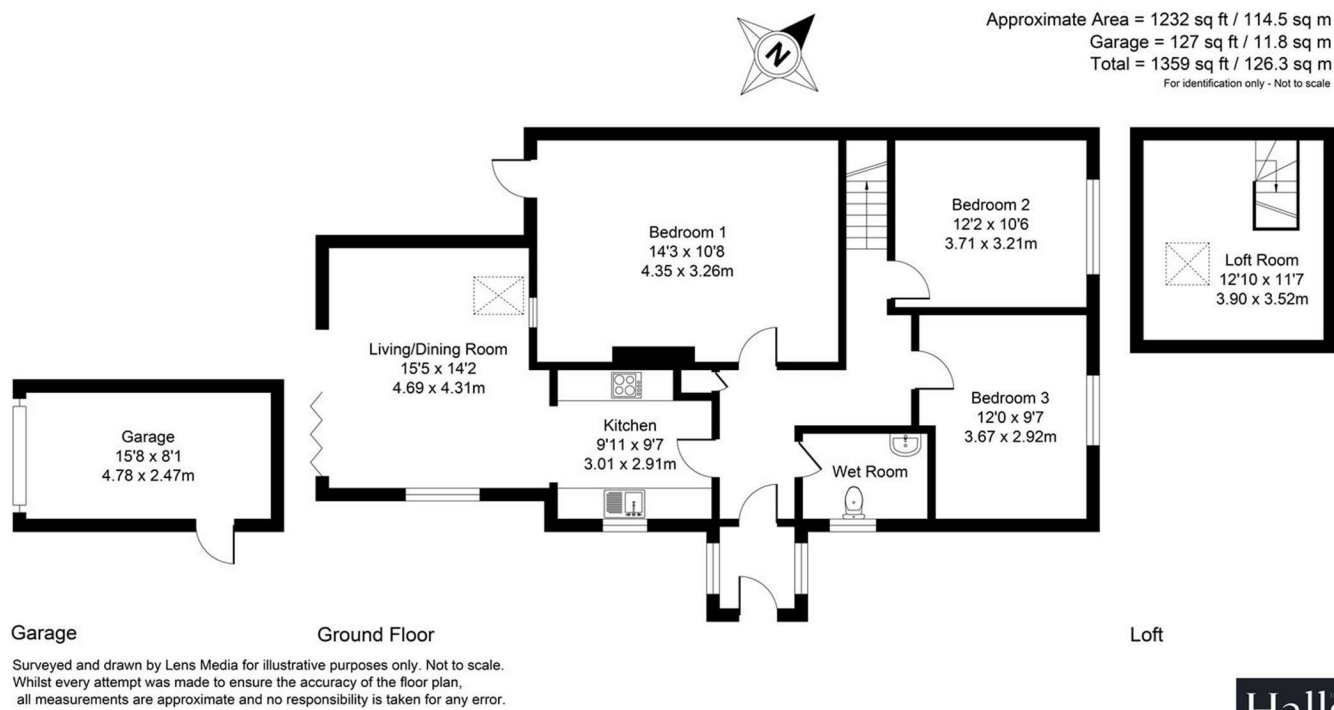 Approximate Area = 1232 sq ft / 114.5 sq m
Garage = 127 sq ft / 11.8 sq m
Total = 1359 sq ft / 126.3 sq m
For identification only - Not to scale
N
Bedroom 1
14'3 x 10'8
4.35 x 3.26m
Bedroom 2
12'2 x 10'6
3.71 x 3.21m
Loft Room
12'10 x 11'7
3.90 x 3.52m
Living/Dining Room
15'5 x 14'2
4.69 x 4.31m
Bedroom 3
12'0 x 9'7
3.67 x 2.92m
Kitchen
9'11 x 9'7
3.01 x 2.91m
Garage
15'8 x 8'1
4.78 x 2.47m
Wet Room
Garage
Ground Floor
Loft
Surveyed and drawn by Lens Media for illustrative purposes only. Not to scale.
Whilst every attempt was made to ensure the accuracy of the floor plan,
all measurements are approximate and no responsibility is taken for any error.